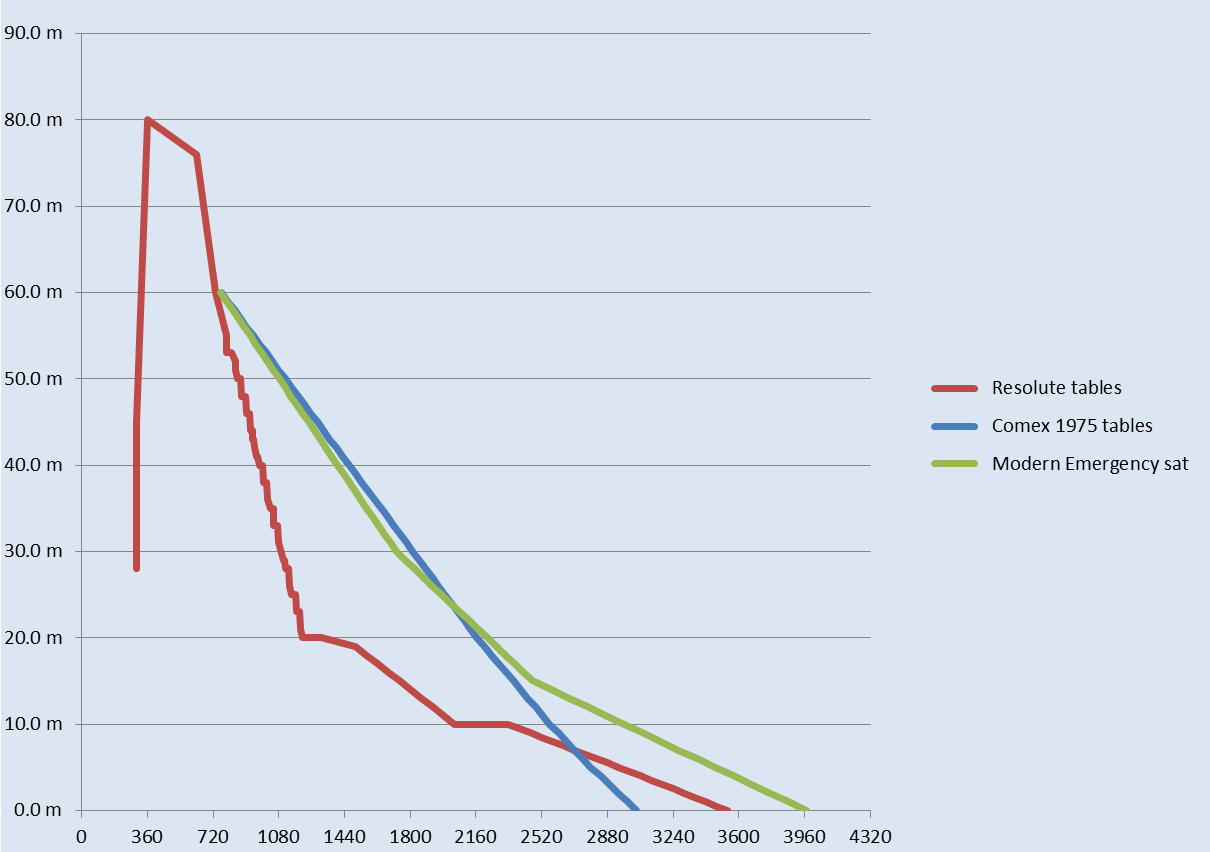 90.0 m
80.0 m
70.0 m
60.0 m
50.0 m
40.0 m
30.0 m
20.0 m
10.0 m
0.0 m
0 360 720 1080 1440 1800 2160 2520 2880 3240 3600 3960 4320
Resolute tables
Comex 1975 tables
Modern Emergency sat